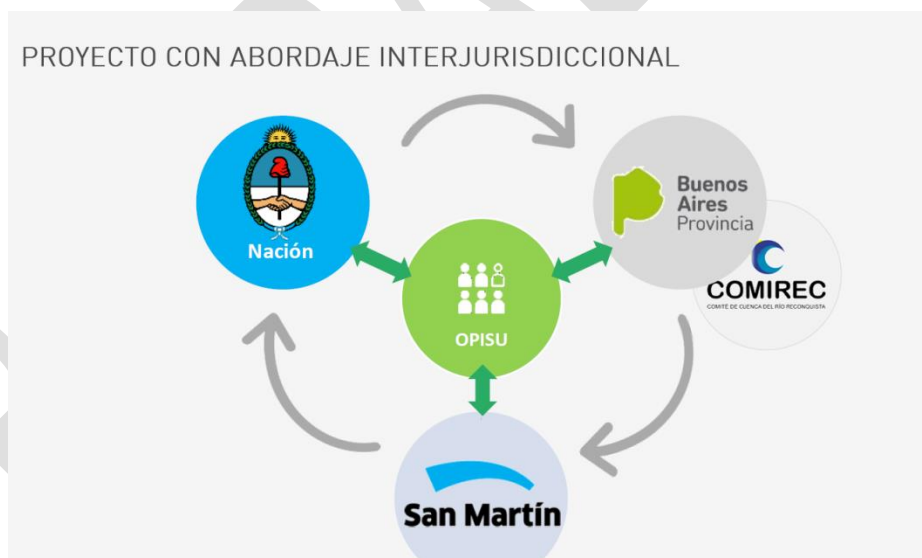 PROYECTO CON ABORDAJE INTERJURISDICCIONAL
Nación
Buenos
Aires
Provincia
COMIREC
COMITÉ DE CUENCA DEL RÍO RECONQUISTA
OPISU
San Martín